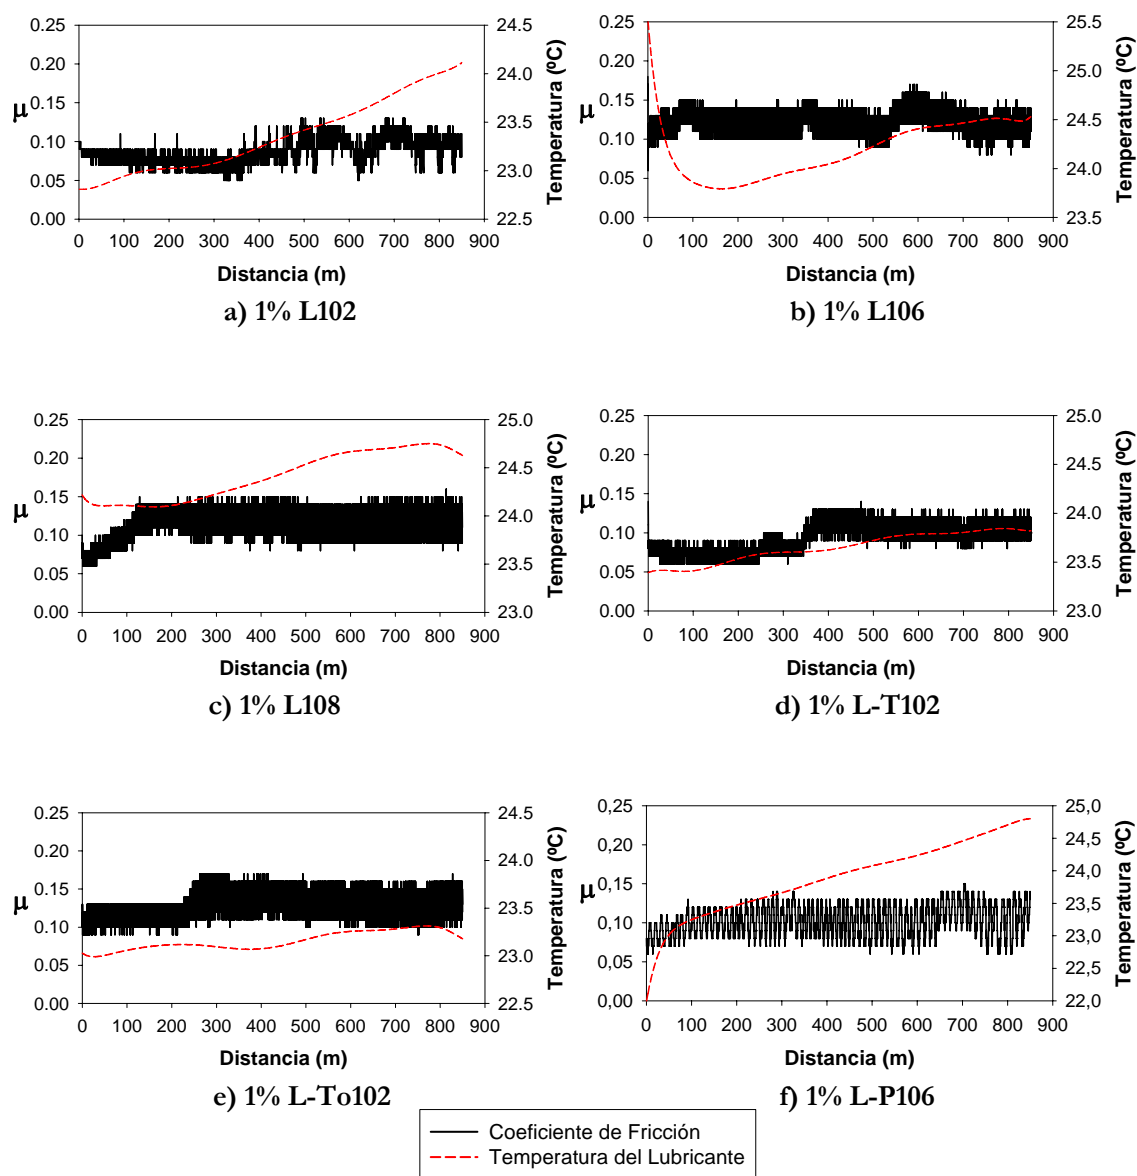 0.25
0.20
0.15
0.10
0.05
0.00
μ
24.5
24.0
23.5
23.0
22.5
Temperatura (ºC)
0 100 200 300 400 500 600 700 800 900
Distancia (m)
a) 1% L102
0.25
0.20
0.15
0.10
0.05
0.00
μ
25.5
25.0
24.5
24.0
23.5
Temperatura (ºC)
0 100 200 300 400 500 600 700 800 900
Distancia (m)
b) 1% L106
0.25
0.20
0.15
0.10
0.05
0.00
μ
25.0
24.5
24.0
23.5
23.0
Temperatura (ºC)
0 100 200 300 400 500 600 700 800 900
Distancia (m)
c) 1% L108
0.25
0.20
0.15
0.10
0.05
0.00
μ
25.0
24.5
24.0
23.5
23.0
Temperatura (ºC)
0 100 200 300 400 500 600 700 800 900
Distancia (m)
d) 1% L-T102
0.25
0.20
0.15
0.10
0.05
0.00
μ
24.5
24.0
23.5
23.0
22.5
Temperatura (ºC)
0 100 200 300 400 500 600 700 800 900
Distancia (m)
e) 1% L-To102
0,25
0,20
0,15
0,10
0,05
0,00
μ
25,0
24,5
24,0
23,5
23,0
22,5
22,0
Temperatura (ºC)
0 100 200 300 400 500 600 700 800 900
Distancia (m)
f) 1% L-P106
Coeficiente de Fricción
Temperatura del Lubricante